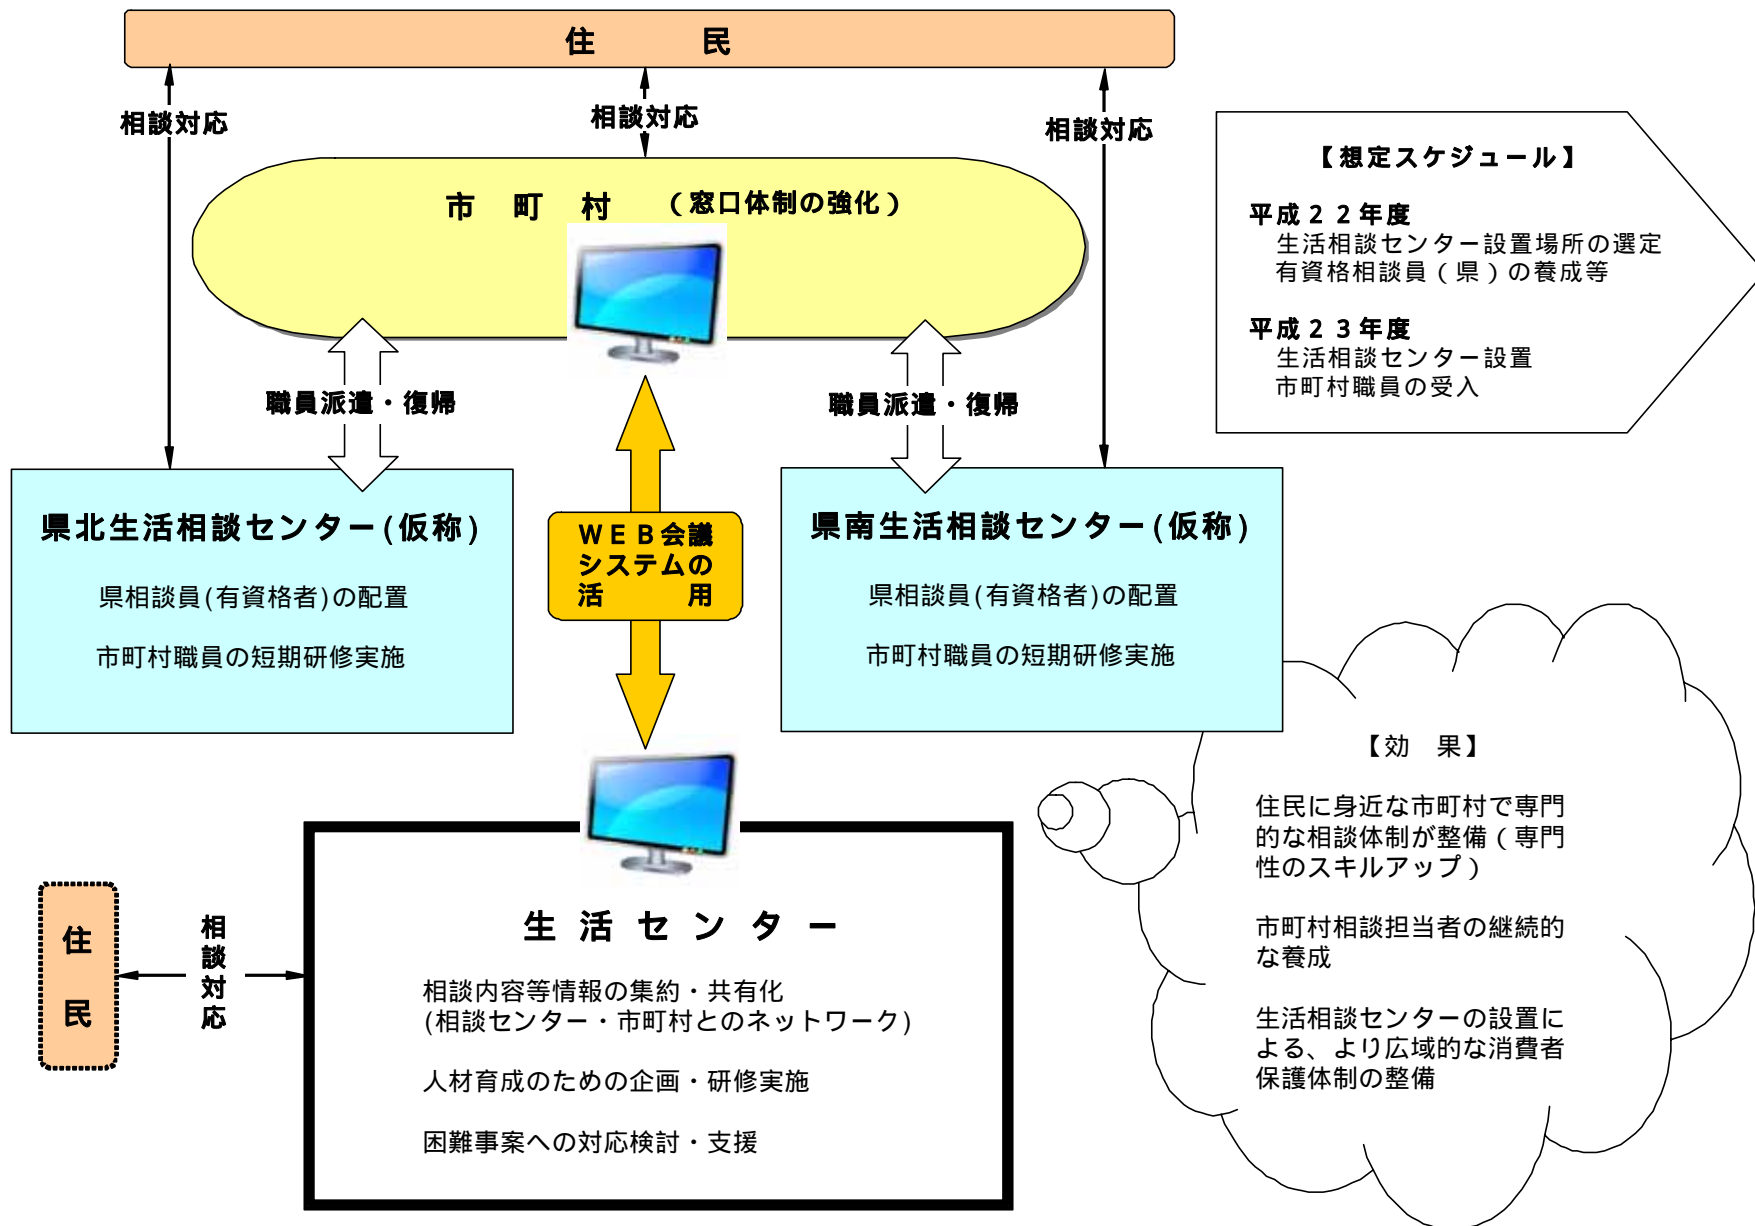 住　　　民
相談対応
相談対応
相談対応
市　町　村　（窓口体制の強化）
職員派遣・復帰
職員派遣・復帰
【想定スケジュール】
平成２２年度
生活相談センター設置場所の選定
有資格相談員（県）の養成等
平成２３年度
生活相談センター設置
市町村職員の受入
県北生活相談センター(仮称)
県相談員(有資格者)の配置
市町村職員の短期研修実施
ＷＥＢ会議
システムの
活　　　用
県南生活相談センター(仮称)
県相談員(有資格者)の配置
市町村職員の短期研修実施
【効　果】
住民に身近な市町村で専門
的な相談体制が整備（専門
性のスキルアップ）
市町村相談担当者の継続的
な養成
生活相談センターの設置に
よる、より広域的な消費者
保護体制の整備
住民
相談対応
生活センター
相談内容等情報の集約・共有化
(相談センター・市町村とのネットワーク)
人材育成のための企画・研修実施
困難事案への対応検討・支援